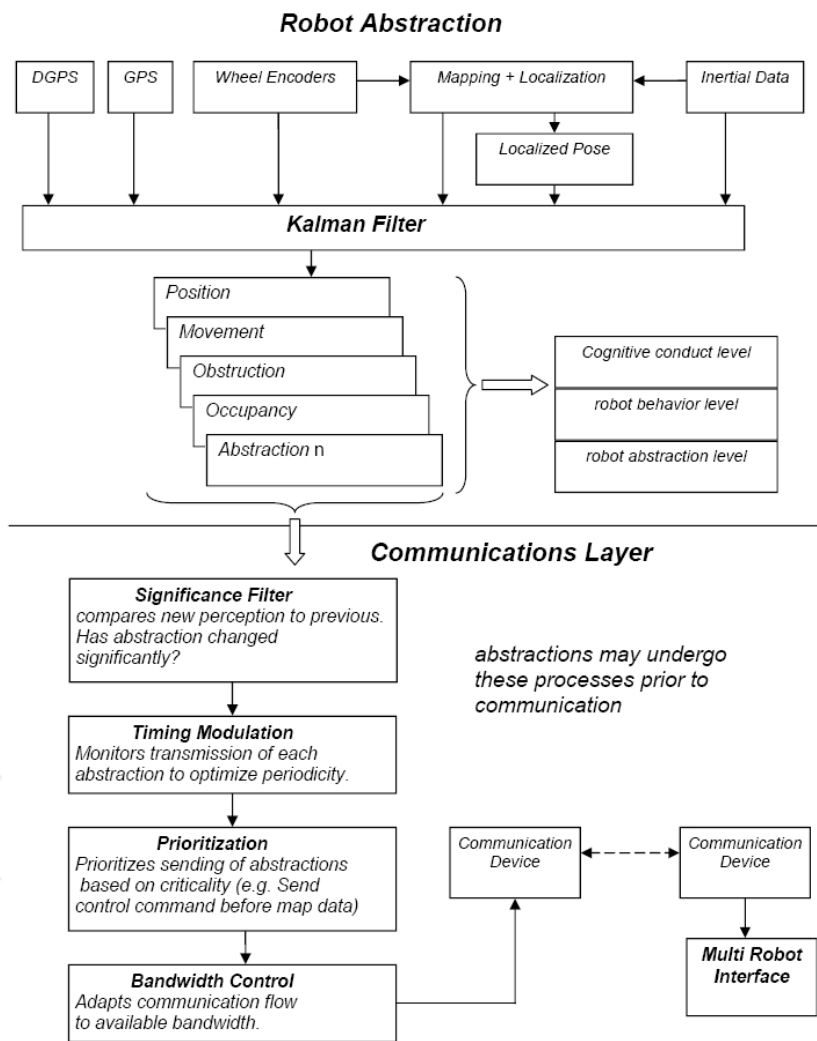 Robot Abstraction
DGPS
GPS
Wheel Encoders
Mapping + Localization
Inertial Data
Localized Pose
Kalman Filter
Position
Movement
Obstruction
Occupancy
Abstraction n
Cognitive conduct level
robot behavior level
robot abstraction level
Communications Layer
Significance Filter
compares new perception to previous.
Has abstraction changed
significantly?
abstractions may undergo
these processes prior to
communication
Timing Modulation
Monitors transmission of each
abstraction to optimize periodicity.
Prioritization
Prioritizes sending of abstractions
based on criticality (e.g. Send
control command before map data)
Communication
Device
Communication
Device
Multi Robot
Interface
Bandwidth Control
Adapts communication flow
to available bandwidth.